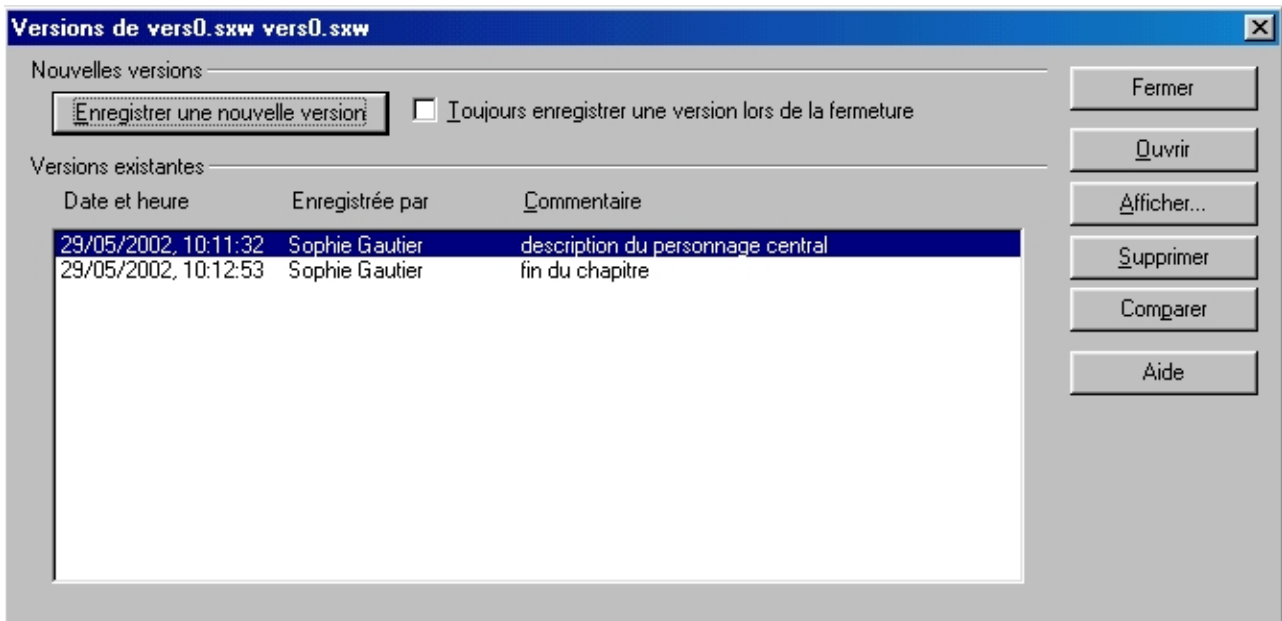 Versions de vers0.sxw vers0.sxw
Nouvelles versions
Enregistrer une nouvelle version
Toujours enregistrer une version lors de la fermeture
Versions existantes
Date et heure Enregistrée par Commentaire
29/05/2002, 10:11:32 Sophie Gautier description du personnage central
29/05/2002, 10:12:53 Sophie Gautier fin du chapitre
Fermer
Ouvrir
Afficher...
Supprimer
Comparer
Aide